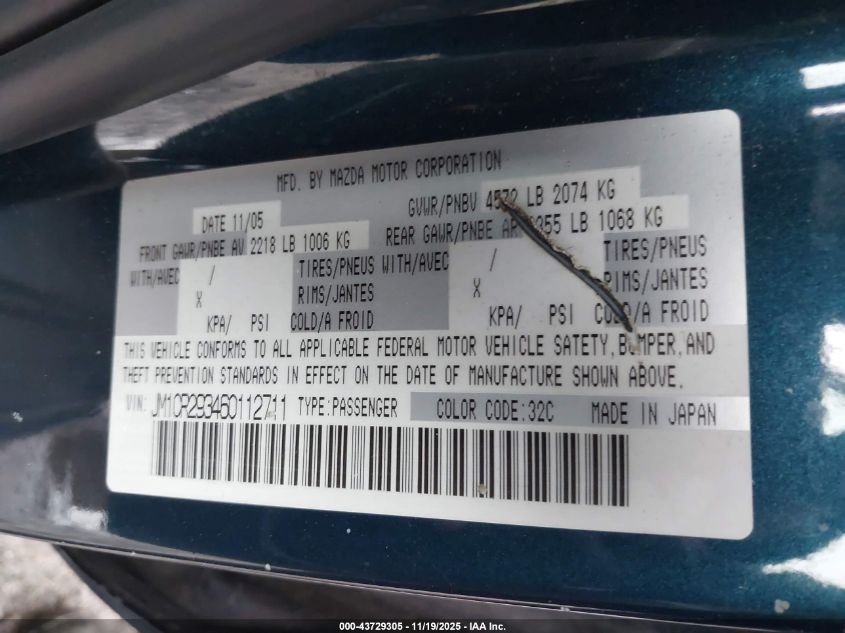 MFD. BY MAZDA MOTOR CORPORATION
DATE 11/05 GVWR/PNBV 4572 LB 2074 KG
FRONT GAWR/PNBE AV 2218 LB 1006 KG REAR GAWR/PNBE AR 2355 LB 1068 KG
WITH/AVEC / TIRES/PNEUS WITH/AVEC / TIRES/PNEUS
X RIMS/JANTES X RIMS/JANTES
KPA/ PSI COLD/A FROID KPA/ PSI COLD/A FROID
THIS VEHICLE CONFORMS TO ALL APPLICABLE FEDERAL MOTOR VEHICLE SAFETY, BUMPER, AND
THEFT PREVENTION STANDARDS IN EFFECT ON THE DATE OF MANUFACTURE SHOWN ABOVE.
VIN: JM1CR293460112711 TYPE:PASSENGER COLOR CODE:32C MADE IN JAPAN
000-43729305 - 11/19/2025 - IAA Inc.